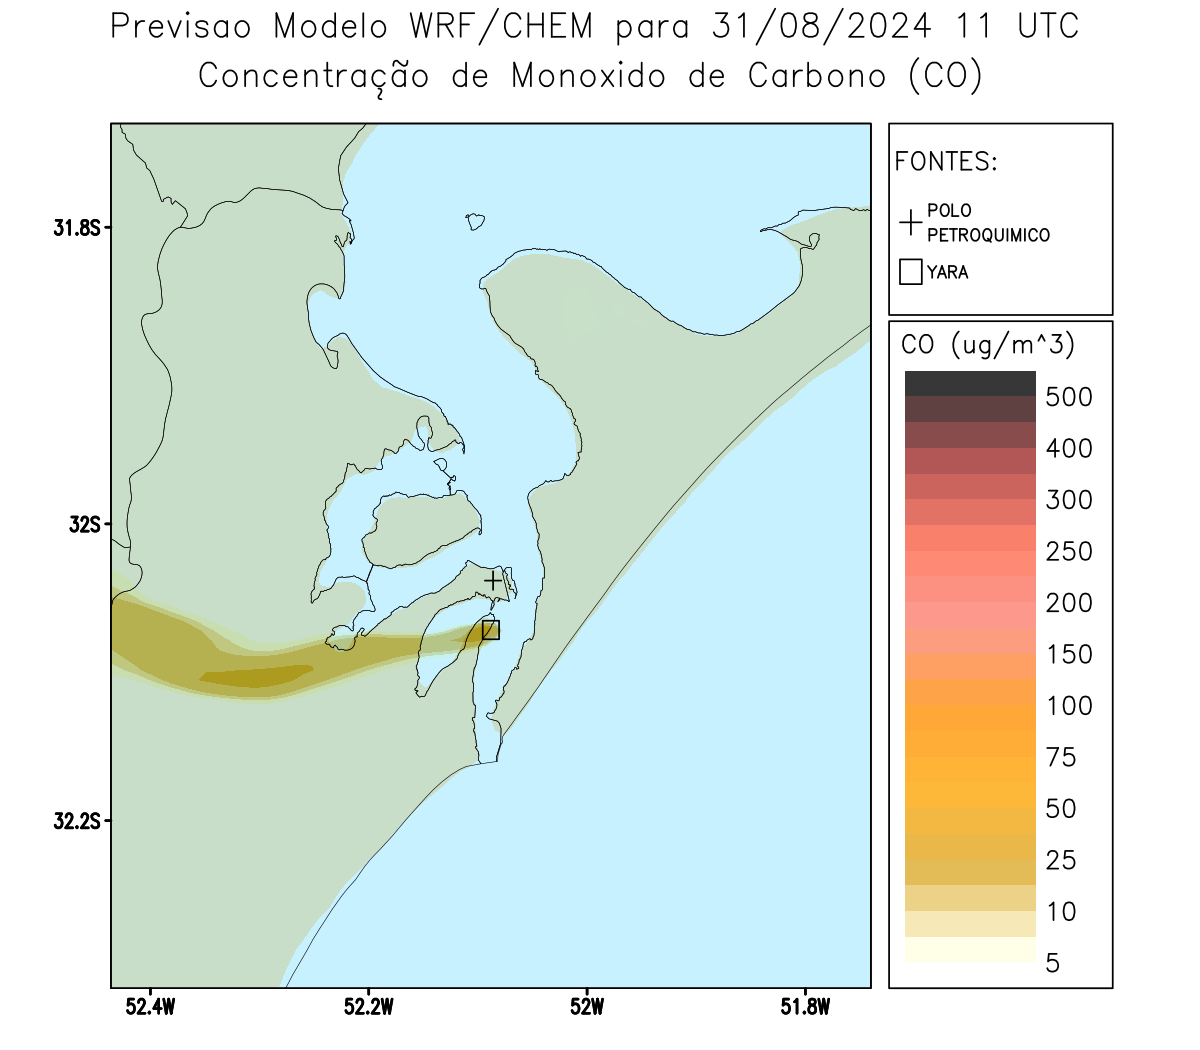 Previsao Modelo WRF/CHEM para 31/08/2024 11 UTC
Concentração de Monoxido de Carbono (CO)
FONTES:
POLO
PETROQUIMICO
YARA
CO (ug/m^3)
500
400
300
250
200
150
100
75
50
25
10
5
31.8S
32S
32.2S
52.4W
52.2W
52W
51.8W